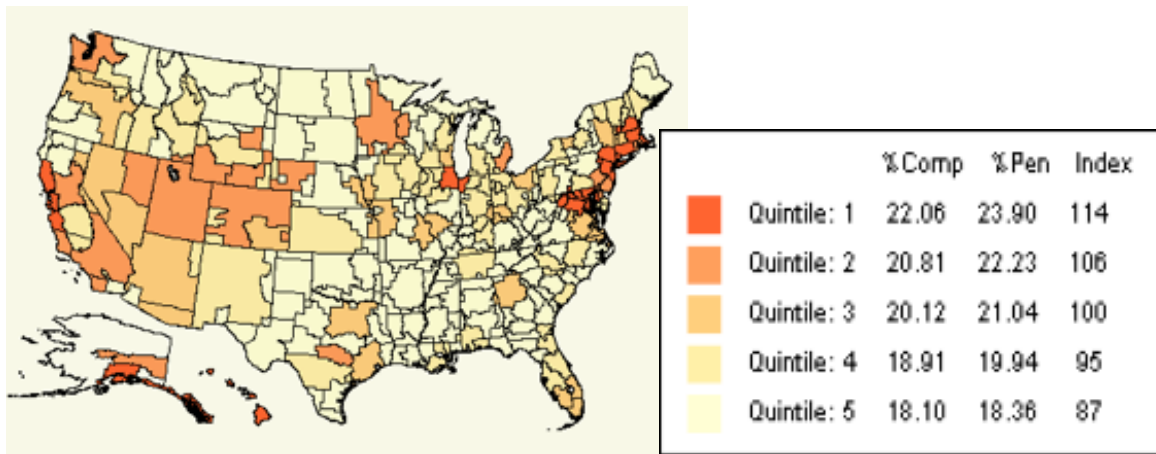 %Comp %Pen Index
Quintile: 1 22.06 23.90 114
Quintile: 2 20.81 22.23 106
Quintile: 3 20.12 21.04 100
Quintile: 4 18.91 19.94 95
Quintile: 5 18.10 18.36 87